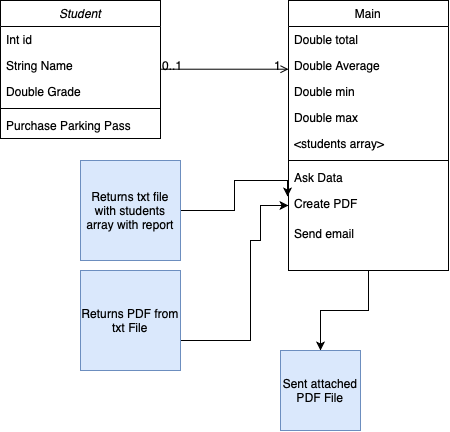 Student
Int id
String Name
Double Grade
Purchase Parking Pass
0..1
1
Main
Double total
Double Average
Double min
Double max
<students array>
Ask Data
Create PDF
Send email
Returns txt file
with students
array with report
Returns PDF from
txt File
Sent attached
PDF File